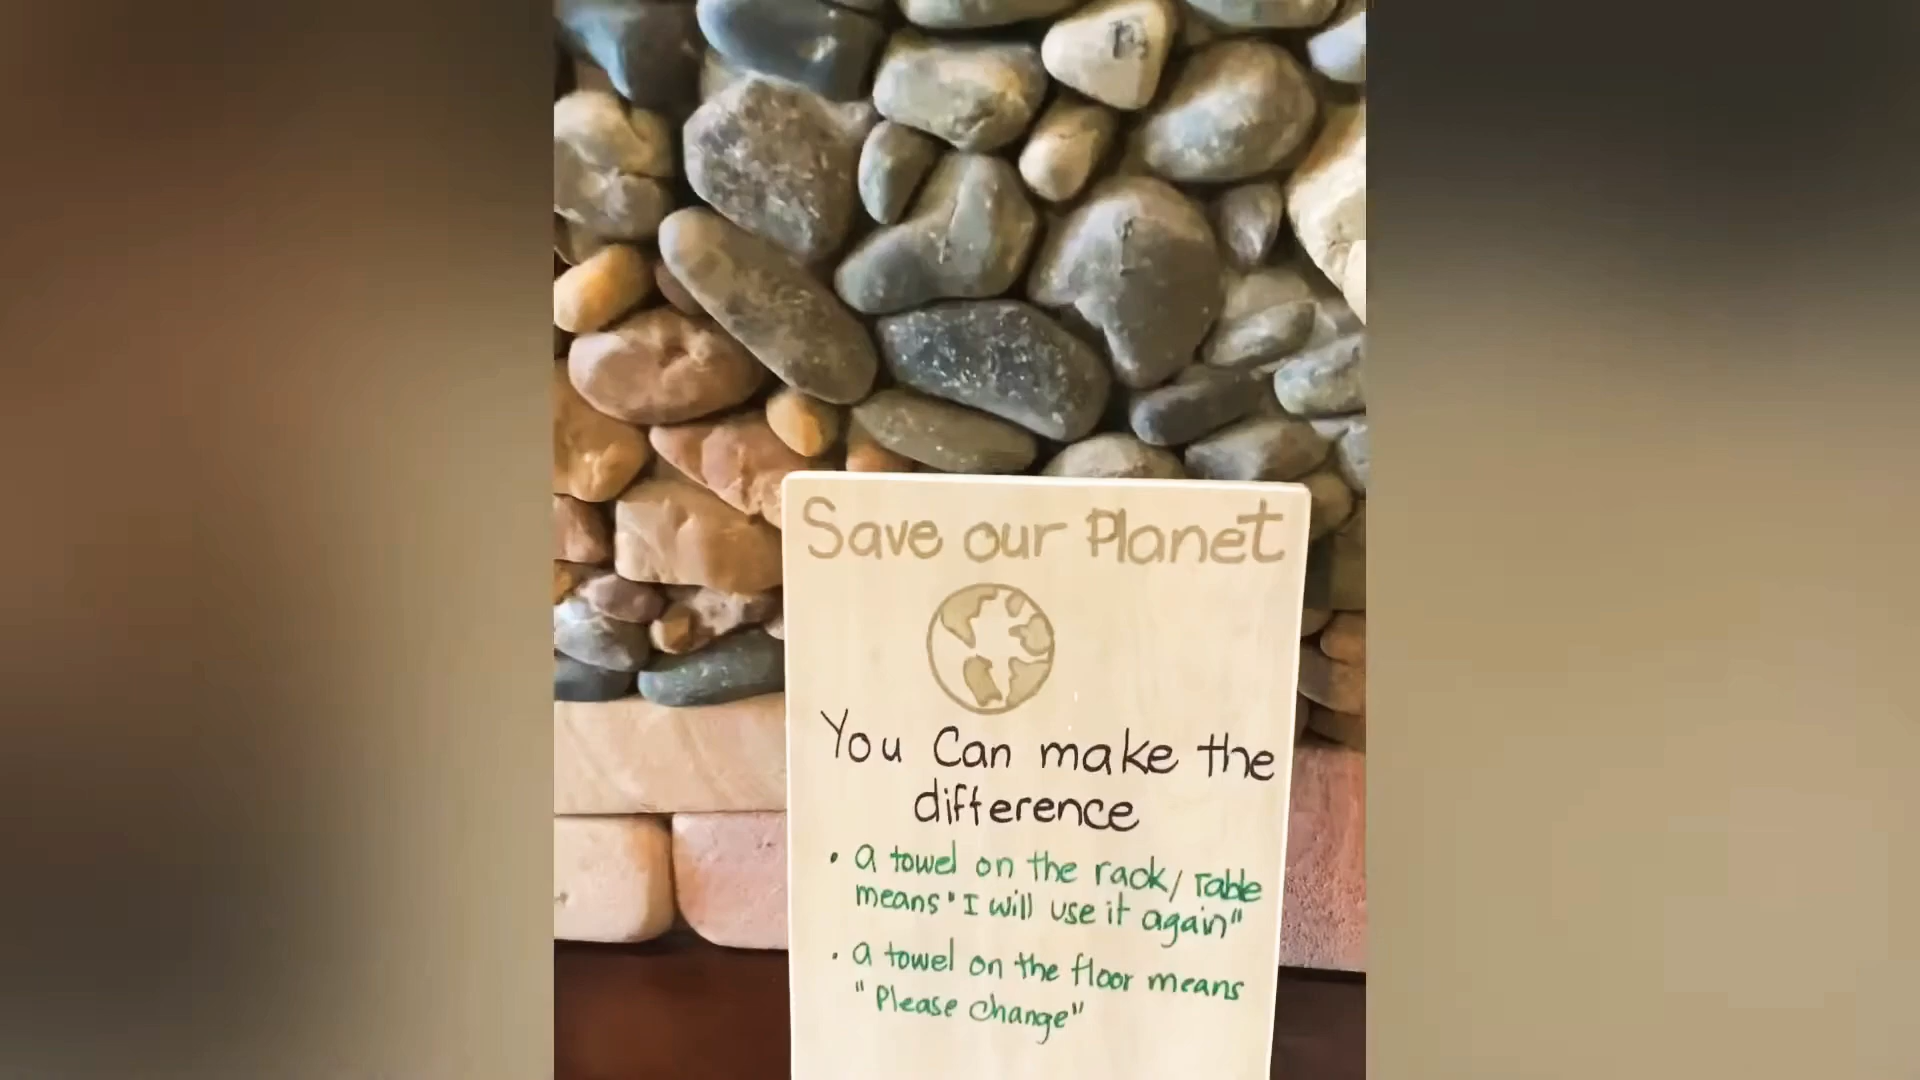 Save our Planet
You Can make the
difference
• a towel on the rack/Table
means "I will use it again"
• a towel on the floor means
"Please change"